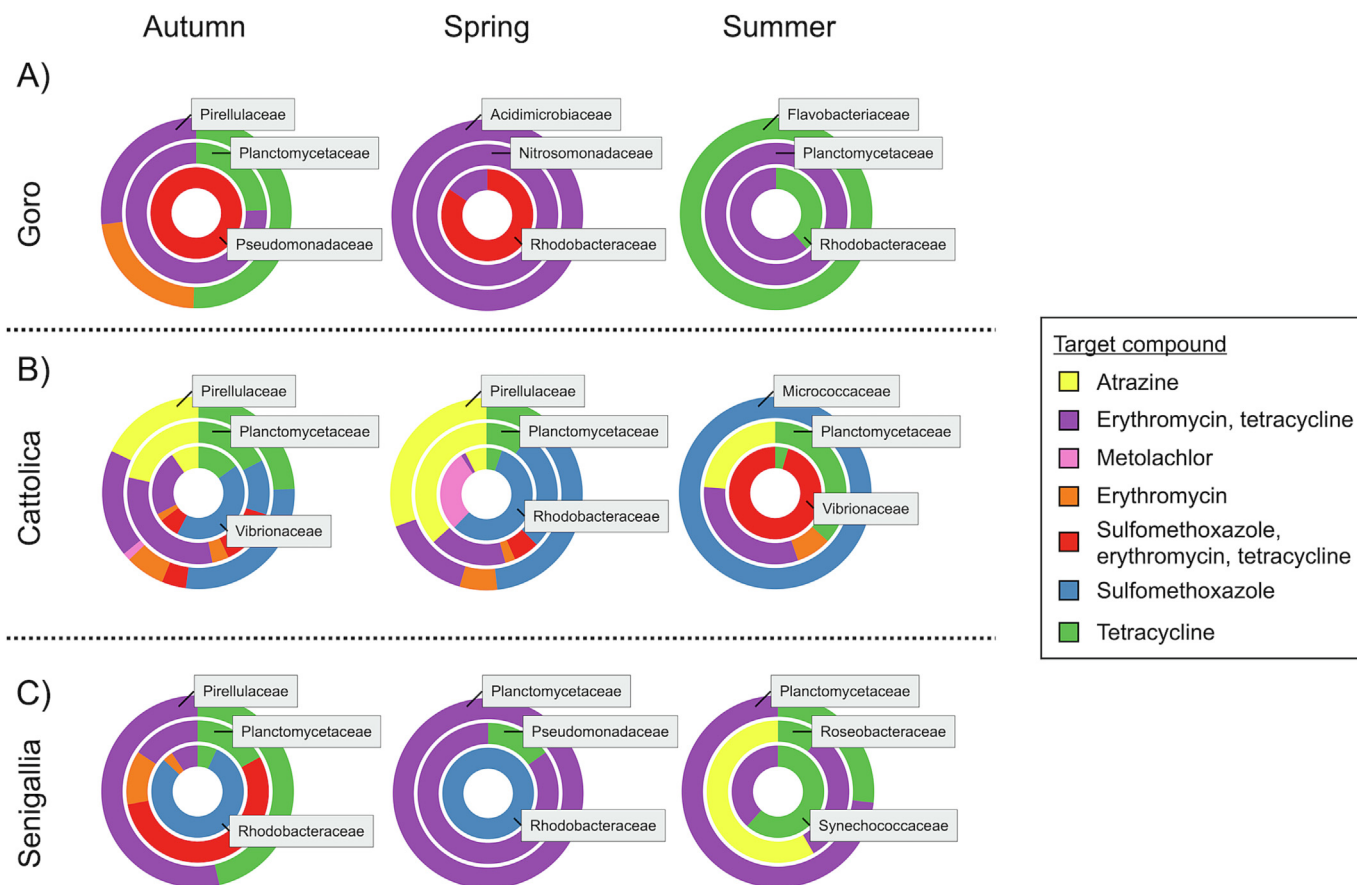 Autumn
Spring
Summer
A)
Goro
Pirellulaceae
Planctomycetaceae
Pseudomonadaceae
Acidimicrobiaceae
Nitrosomonadaceae
Rhodobacteraceae
Flavobacteriaceae
Planctomycetaceae
Rhodobacteraceae
B)
Cattolica
Pirellulaceae
Planctomycetaceae
Vibrionaceae
Pirellulaceae
Planctomycetaceae
Rhodobacteraceae
Micrococcaceae
Planctomycetaceae
Vibrionaceae
C)
Senigallia
Pirellulaceae
Planctomycetaceae
Rhodobacteraceae
Planctomycetaceae
Pseudomonadaceae
Rhodobacteraceae
Planctomycetaceae
Roseobacteraceae
Synechococcaceae
Target compound
Atrazine
Erythromycin, tetracycline
Metolachlor
Erythromycin
Sulfomethoxazole,
erythromycin, tetracycline
Sulfomethoxazole
Tetracycline